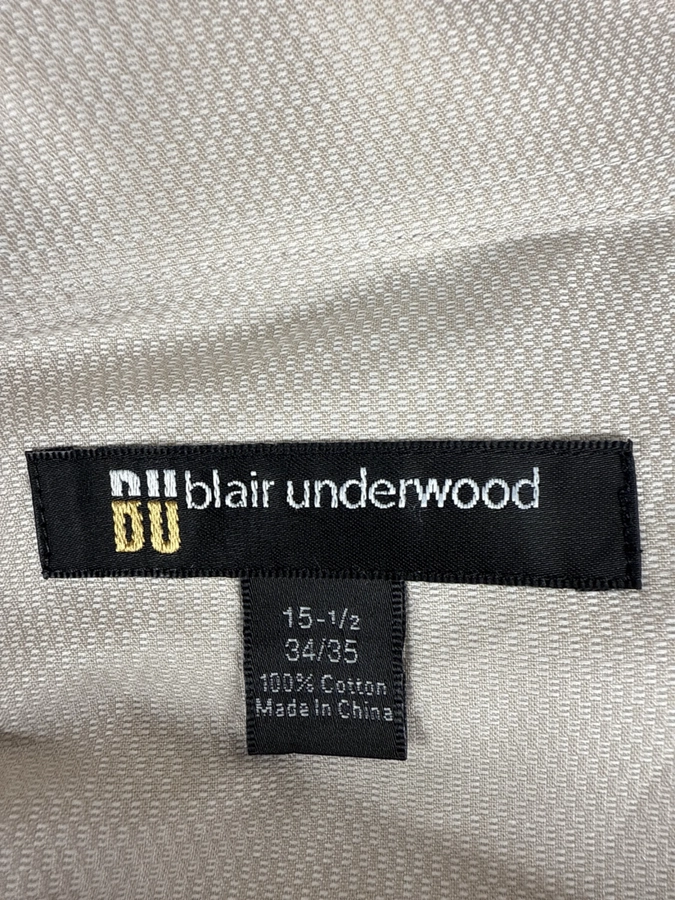 BU blair underwood
15-1/2
34/35
100% Cotton
Made In China